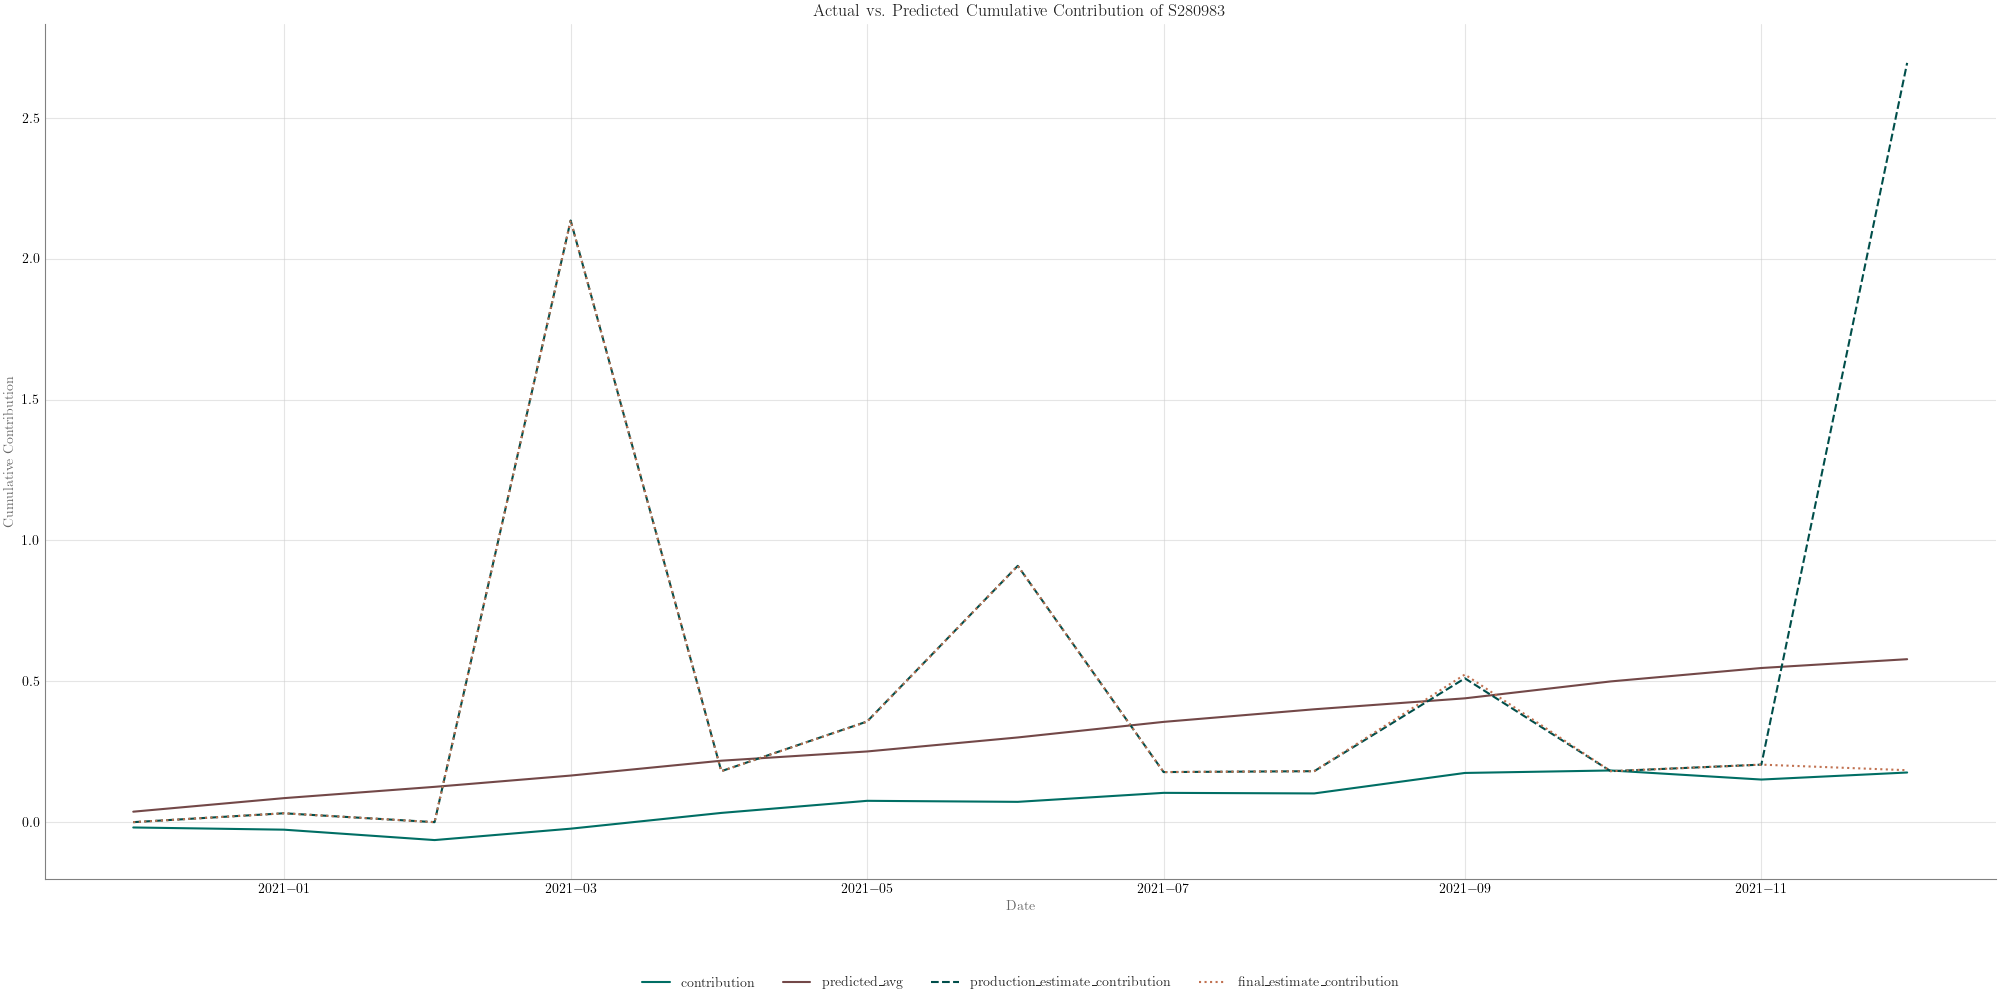 Actual vs. Predicted Cumulative Contribution of S280983
Cumulative Contribution
2.5
2.0
1.5
1.0
0.5
0.0
2021−01
2021−03
2021−05
2021−07
2021−09
2021−11
Date
contribution
predicted_avg
production_estimate_contribution
final_estimate_contribution